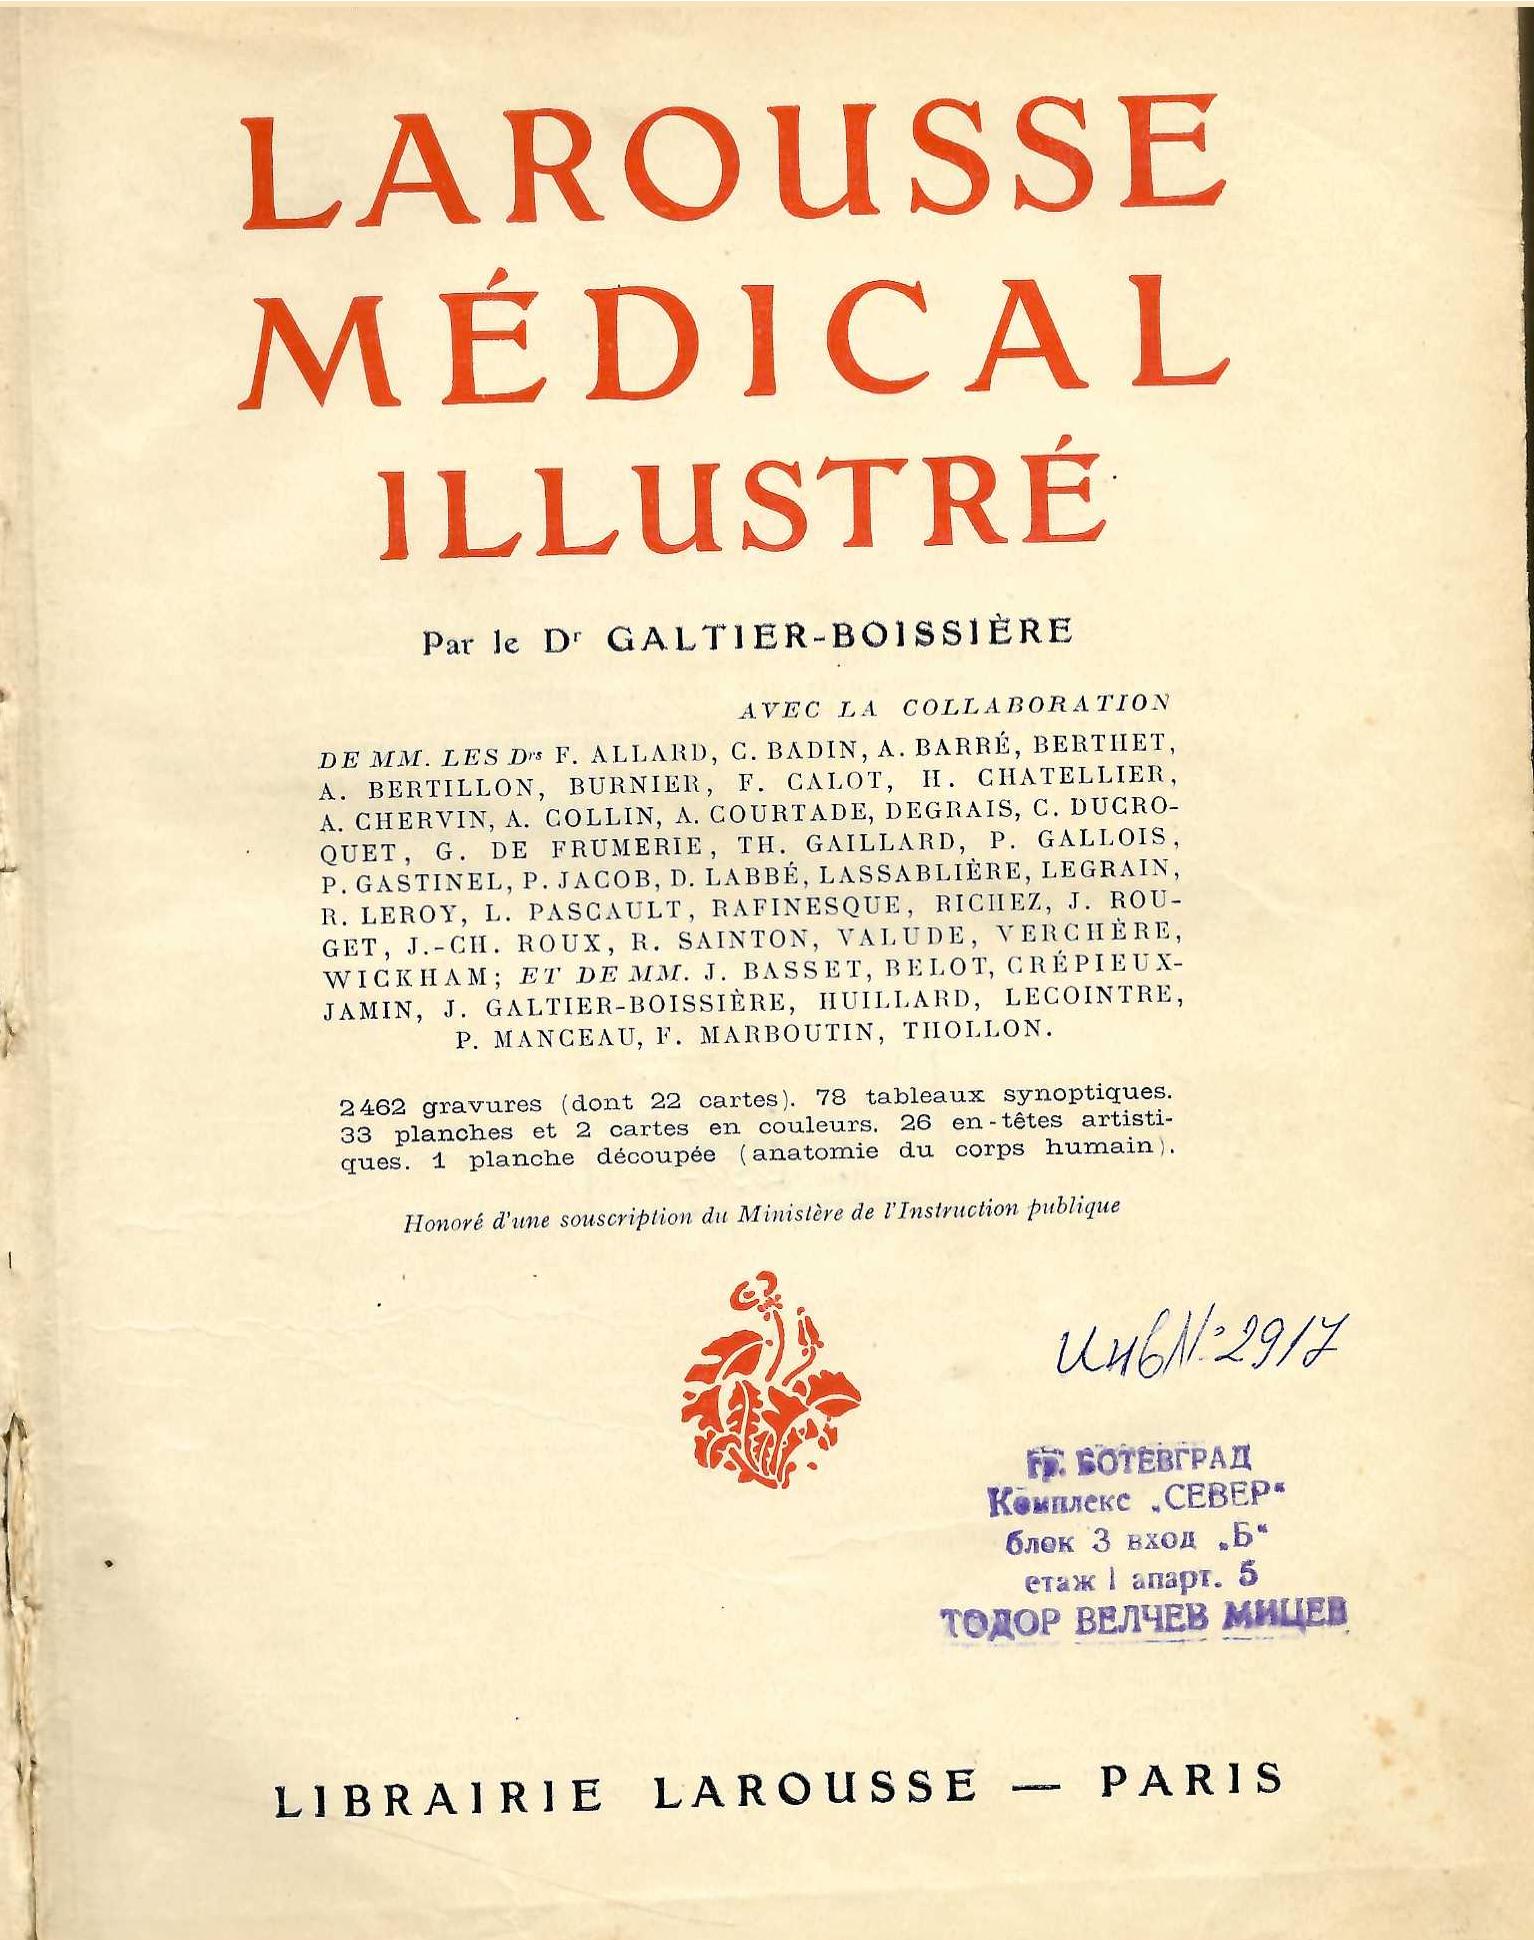 LAROUSSE
MÉDICAL
ILLUSTRÉ
Par le Dr GALTIER-BOISSIÈRE
AVEC LA COLLABORATION
DE MM. LES Drs F. ALLARD, C. BADIN, A. BARRÉ, BERTHET,
A. BERTILLON, BURNIER, F. CALOT, H. CHATELLIER,
A. CHERVIN, A. COLLIN, A. COURTADE, DEGRAIS, C. DUCRO-
QUET, G. DE FRUMERIE, TH. GAILLARD, P. GALLOIS,
P. GASTINEL, P. JACOB, D. LABBÉ, LASSABLIÈRE, LEGRAIN,
R. LEROY, L. PASCAULT, RAFINESQUE, RICHEZ, J. ROU-
GET, J.-CH. ROUX, R. SAINTON, VALUDE, VERCHÈRE,
WICKHAM; ET DE MM. J. BASSET, BELOT, CRÉPIEUX-
JAMIN, J. GALTIER-BOISSIÈRE, HUILLARD, LECOINTRE,
P. MANCEAU, F. MARBOUTIN, THOLLON.
2462 gravures (dont 22 cartes). 78 tableaux synoptiques.
33 planches et 2 cartes en couleurs. 26 en-têtes artisti-
ques. 1 planche découpée (anatomie du corps humain).
Honoré d'une souscription du Ministère de l'Instruction publique
Инв №: 2917
гр. БОТЕВГРАД
Комплекс „СЕВЕР“
блок 3 вход „Б“
етаж 1 апарт. 5
ТОДОР ВЕЛЧЕВ МИЦЕВ
LIBRAIRIE LAROUSSE — PARIS